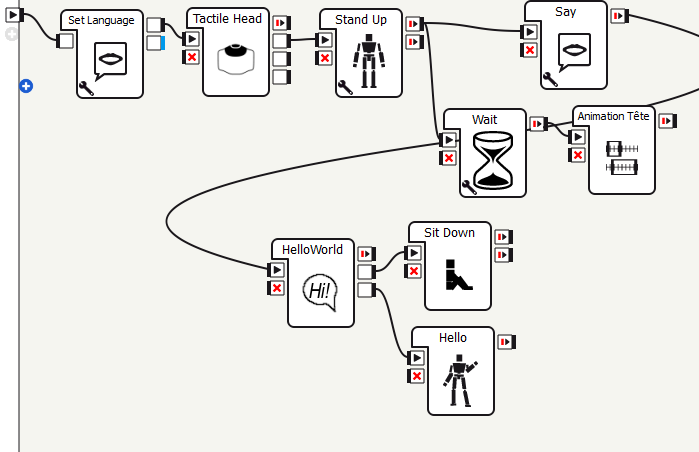 Set Language
Tactile Head
Stand Up
Say
Wait
Animation Tête
HelloWorld
Hi!
Sit Down
Hello